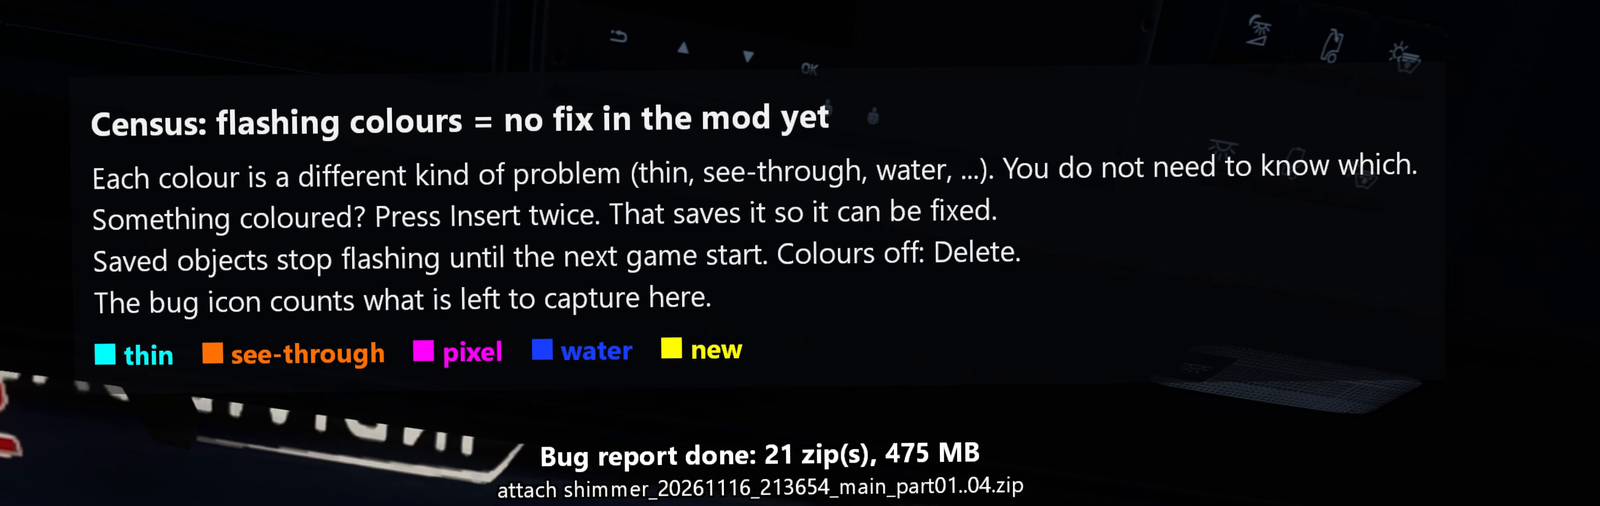 OK
Census: flashing colours = no fix in the mod yet
Each colour is a different kind of problem (thin, see-through, water, ...). You do not need to know which.
Something coloured? Press Insert twice. That saves it so it can be fixed.
Saved objects stop flashing until the next game start. Colours off: Delete.
The bug icon counts what is left to capture here.
thin see-through pixel water new
Bug report done: 21 zip(s), 475 MB
attach shimmer_20261116_213654_main_part01..04.zip